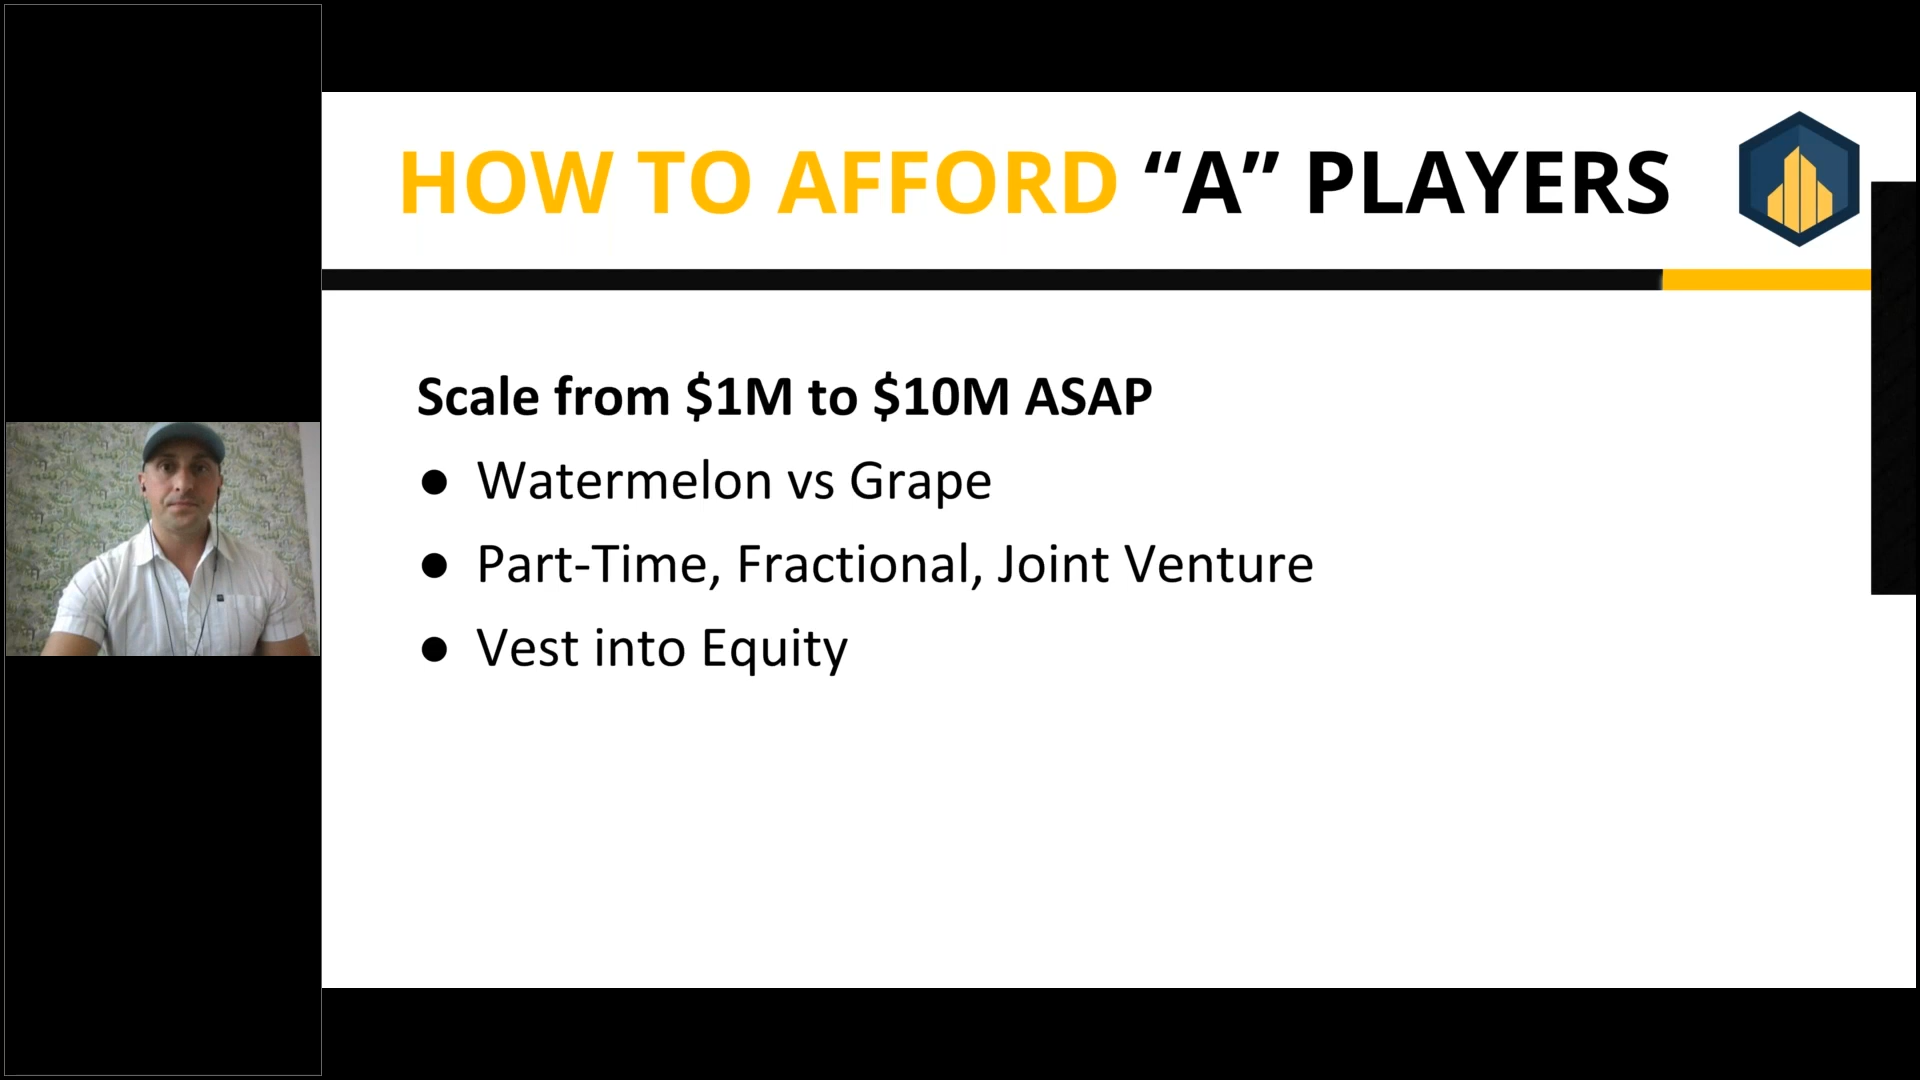 HOW TO AFFORD “A” PLAYERS
Scale from $1M to $10M ASAP
● Watermelon vs Grape
● Part-Time, Fractional, Joint Venture
● Vest into Equity